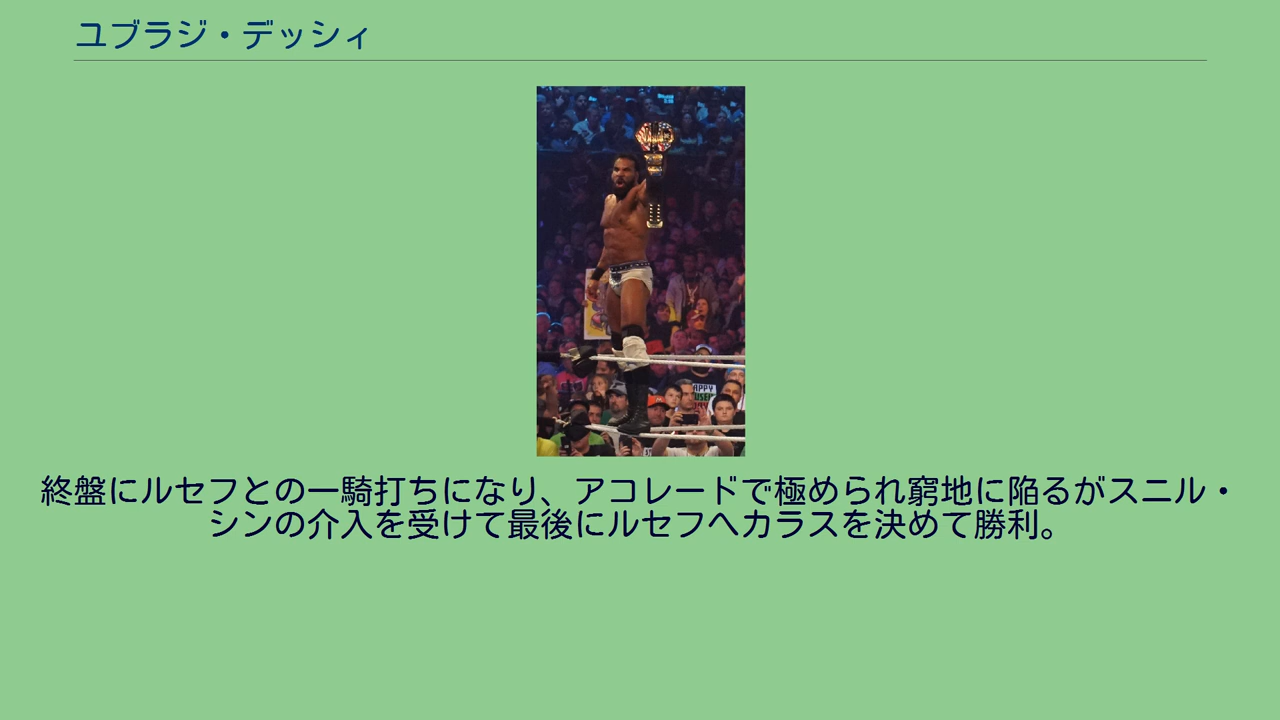 ユブラジ・デッシィ
終盤にルセフとの一騎打ちになり、アコレードで極められ窮地に陥るがスニル・
シンの介入を受けて最後にルセフへカラスを決めて勝利。